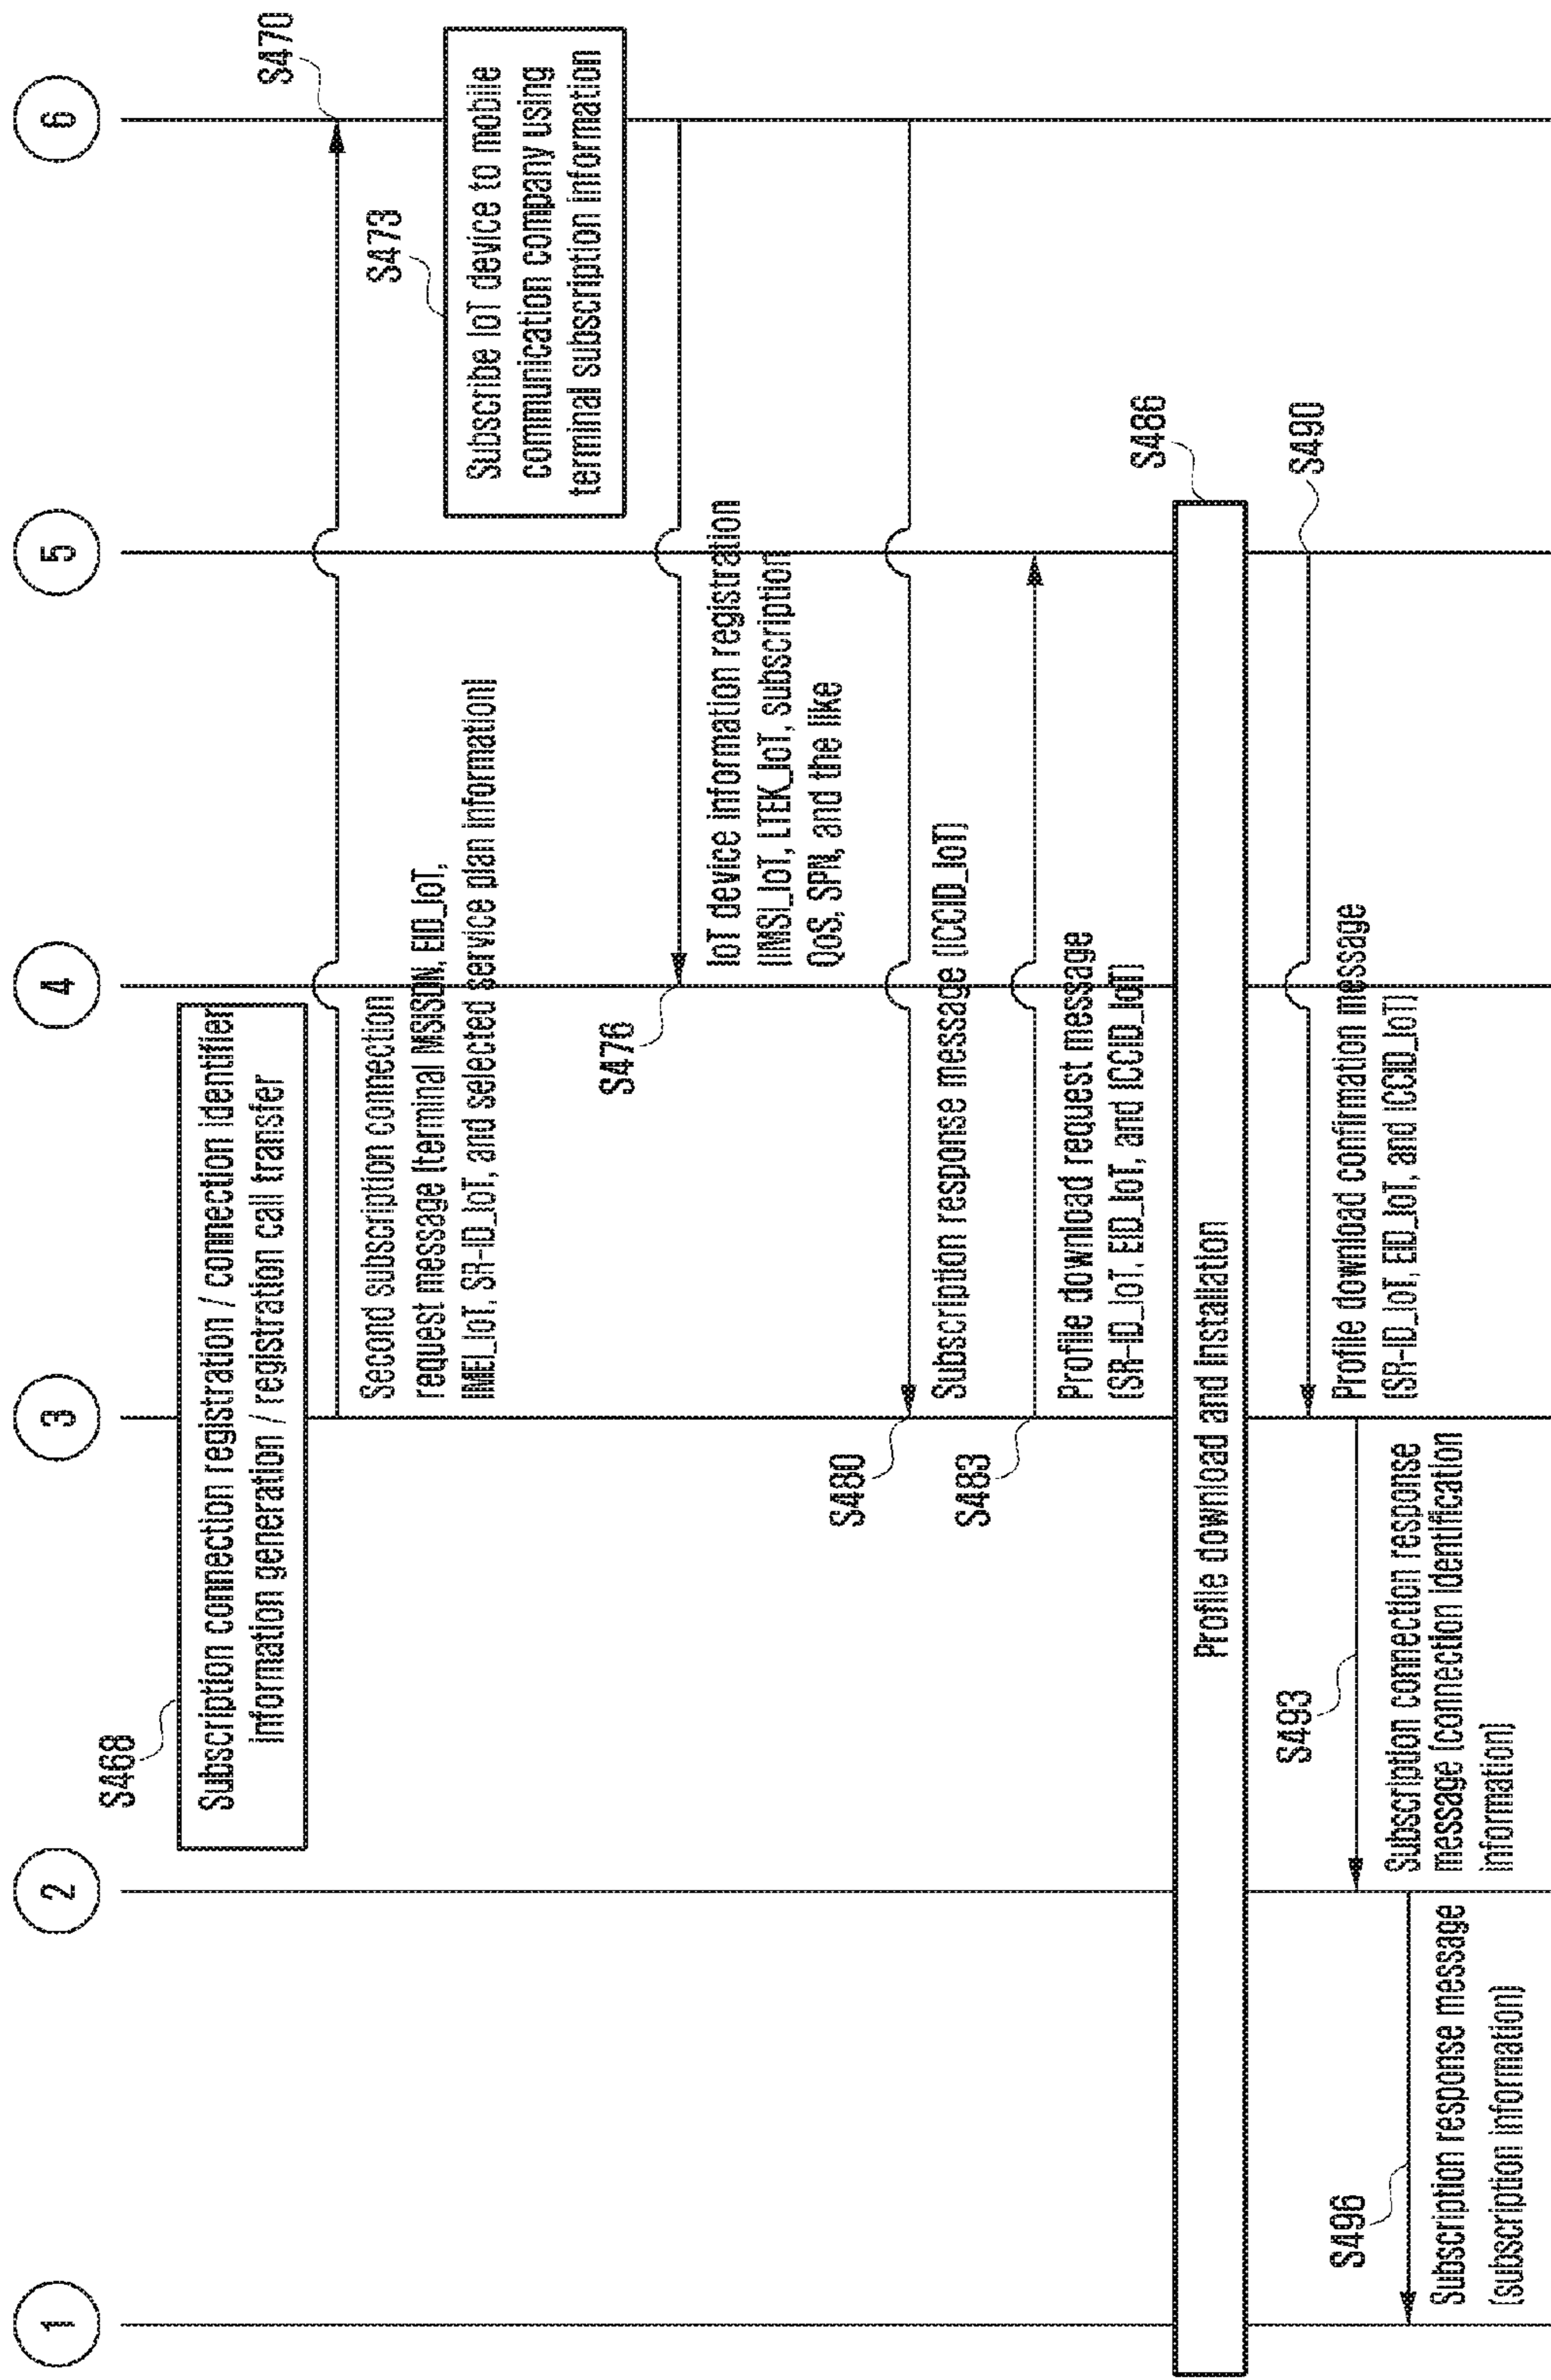 1
2
3
4
5
6
S468
Subscription connection registration / connection identifier
information generation / registration call transfer
S470
Second subscription connection
request message (terminal MSISDN, EID_IoT,
IMEI_IoT, SR-ID_IoT, and selected service plan information)
S473
Subscribe IoT device to mobile
communication company using
terminal subscription information
S476
IoT device information registration
(IMSI_IoT, LTEK_IoT, subscription
QoS, SPN, and the like
S480
Subscription response message (ICCID_IoT)
S483
Profile download request message
(SR-ID_IoT, EID_IoT, and ICCID_IoT)
S486
Profile download and installation
S490
Profile download confirmation message
(SR-ID_IoT, EID_IoT, and ICCID_IoT)
S493
Subscription connection response
message (connection identification
information)
S496
Subscription response message
(subscription information)